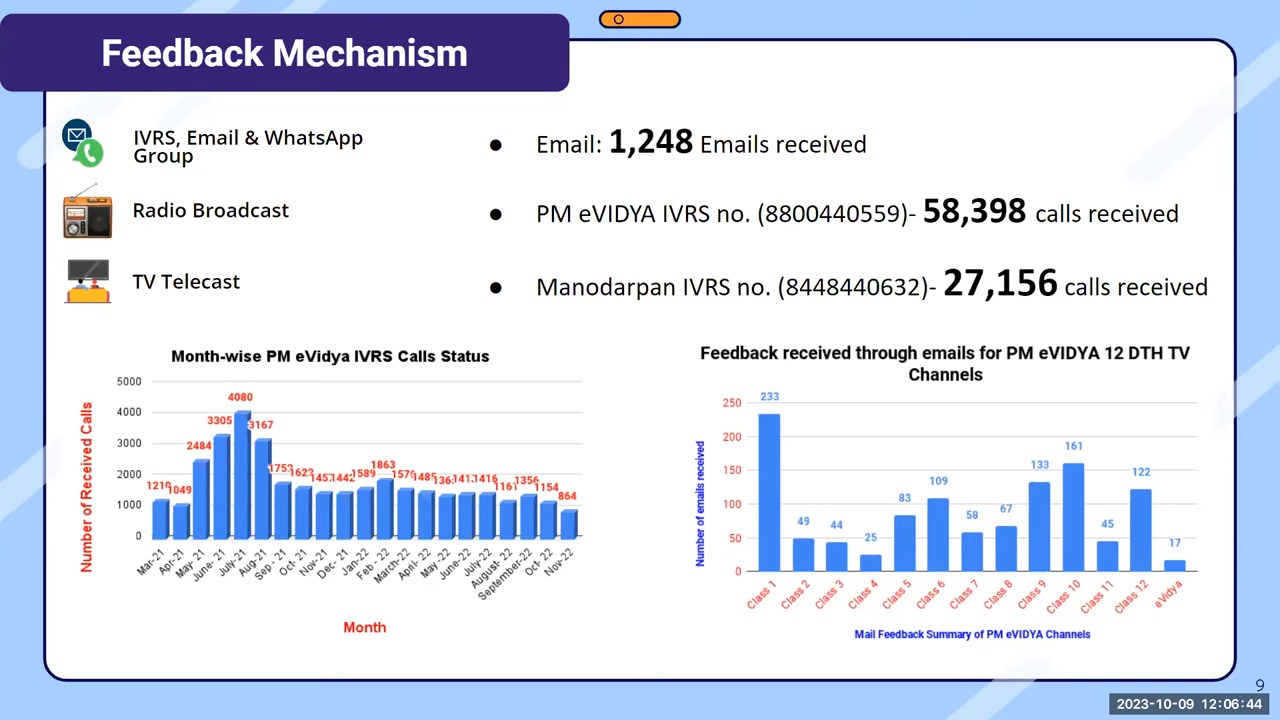 Feedback Mechanism
IVRS, Email & WhatsApp
Group
Radio Broadcast
TV Telecast
● Email: 1,248 Emails received
● PM eVIDYA IVRS no. (8800440559)- 58,398 calls received
● Manodarpan IVRS no. (8448440632)- 27,156 calls received
Month-wise PM eVidya IVRS Calls Status
Number of Received Calls
5000
4000
3000
2000
1000
0
1216 1049 2484 3305 4080 3167 1623 1442 1589 1863 1485 1416 1161 1356 1154 864
Mar-21 Apr-21 May-21 June-21 July-21 Aug-21 Sep-21 Oct-21 Nov-21 Dec-21 Jan-22 Feb-22 March-22 April-22 May-22 June-22 July-22 August-22 September-22 Oct-22 Nov-22
Month
Feedback received through emails for PM eVIDYA 12 DTH TV
Channels
Number of emails received
250
200
150
100
50
0
233 49 44 25 83 109 58 67 133 161 45 122 17
Class 1 Class 2 Class 3 Class 4 Class 5 Class 6 Class 7 Class 8 Class 9 Class 10 Class 11 Class 12 eVidya
Mail Feedback Summary of PM eVIDYA Channels
9
2023-10-09 12:06:44